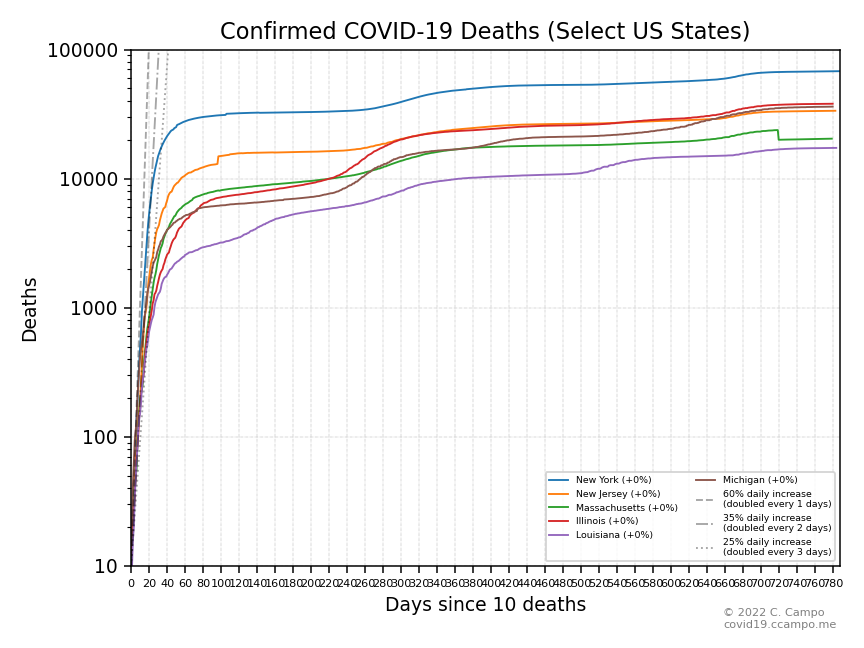 Confirmed COVID-19 Deaths (Select US States)
100000
10000
1000
100
10
Deaths
New York (+0%)
New Jersey (+0%)
Massachusetts (+0%)
Illinois (+0%)
Louisiana (+0%)
Michigan (+0%)
60% daily increase
(doubled every 1 days)
35% daily increase
(doubled every 2 days)
25% daily increase
(doubled every 3 days)
0 20 40 60 80 100 120 140 160 180 200 220 240 260 280 300 320 340 360 380 400 420 440 460 480 500 520 540 560 580 600 620 640 660 680 700 720 740 760 780
Days since 10 deaths
© 2022 C. Campo
covid19.ccampo.me